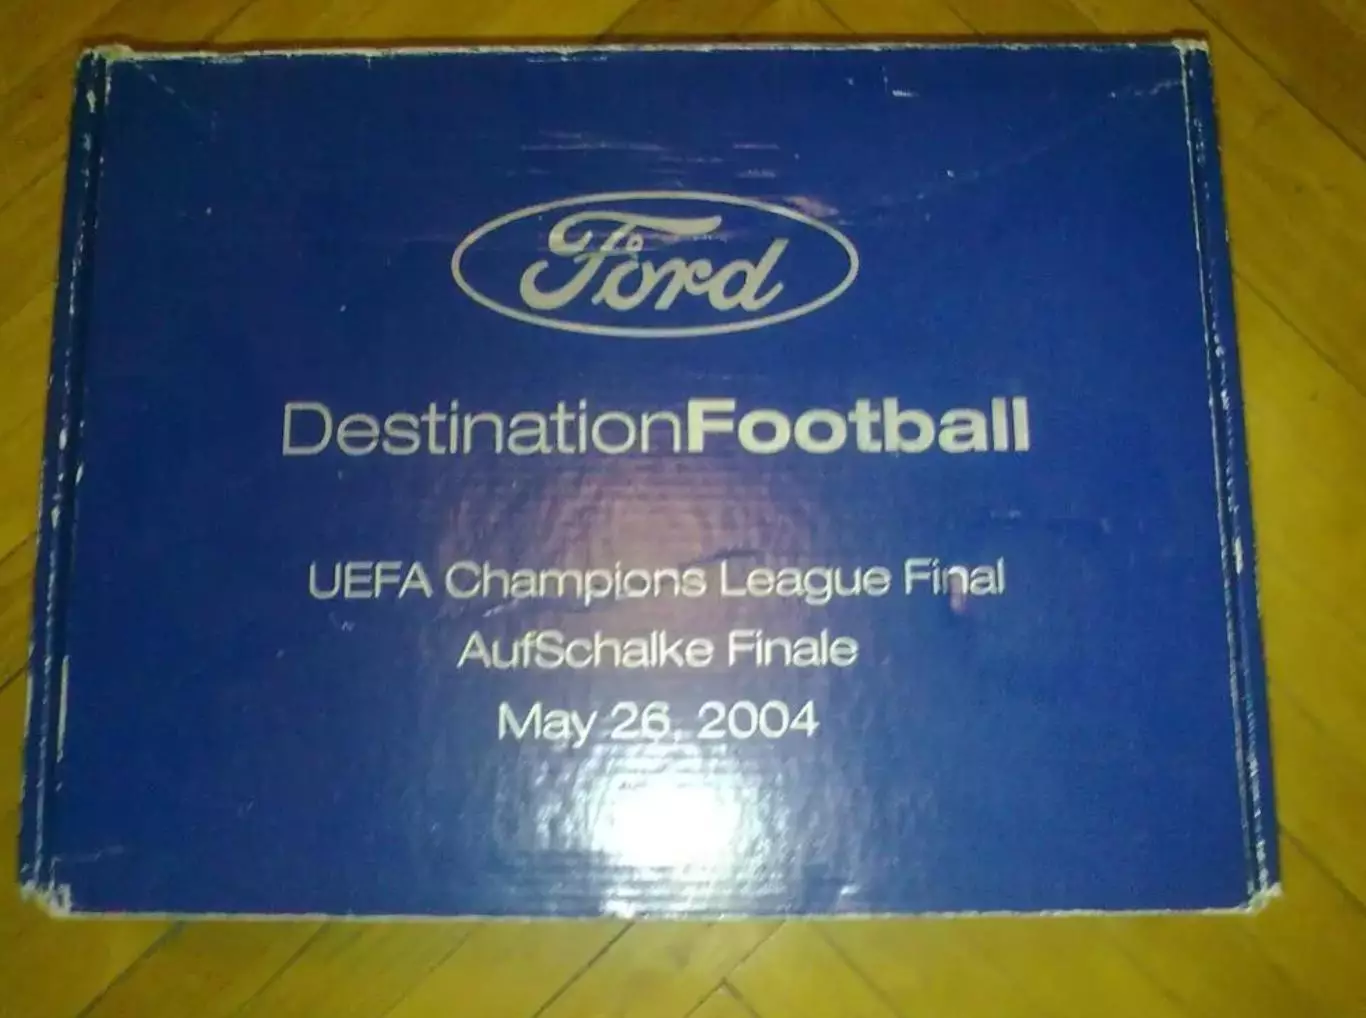 Ford
DestinationFootball
UEFA Champions League Final
AufSchalke Finale
May 26, 2004